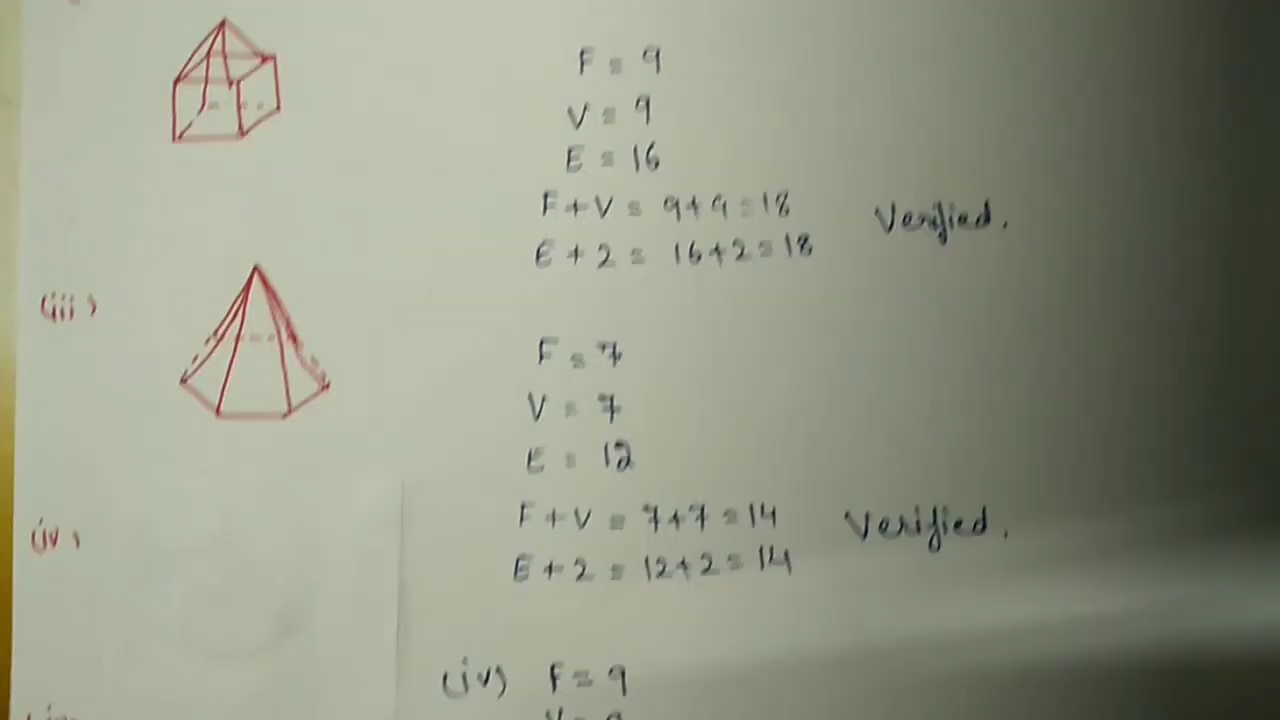 F = 9
V = 9
E = 16
F + V = 9 + 9 = 18
E + 2 = 16 + 2 = 18 Verified.
(iii)
F = 7
V = 7
E = 12
F + V = 7 + 7 = 14 Verified.
E + 2 = 12 + 2 = 14
(iv)
(iv) F = 9